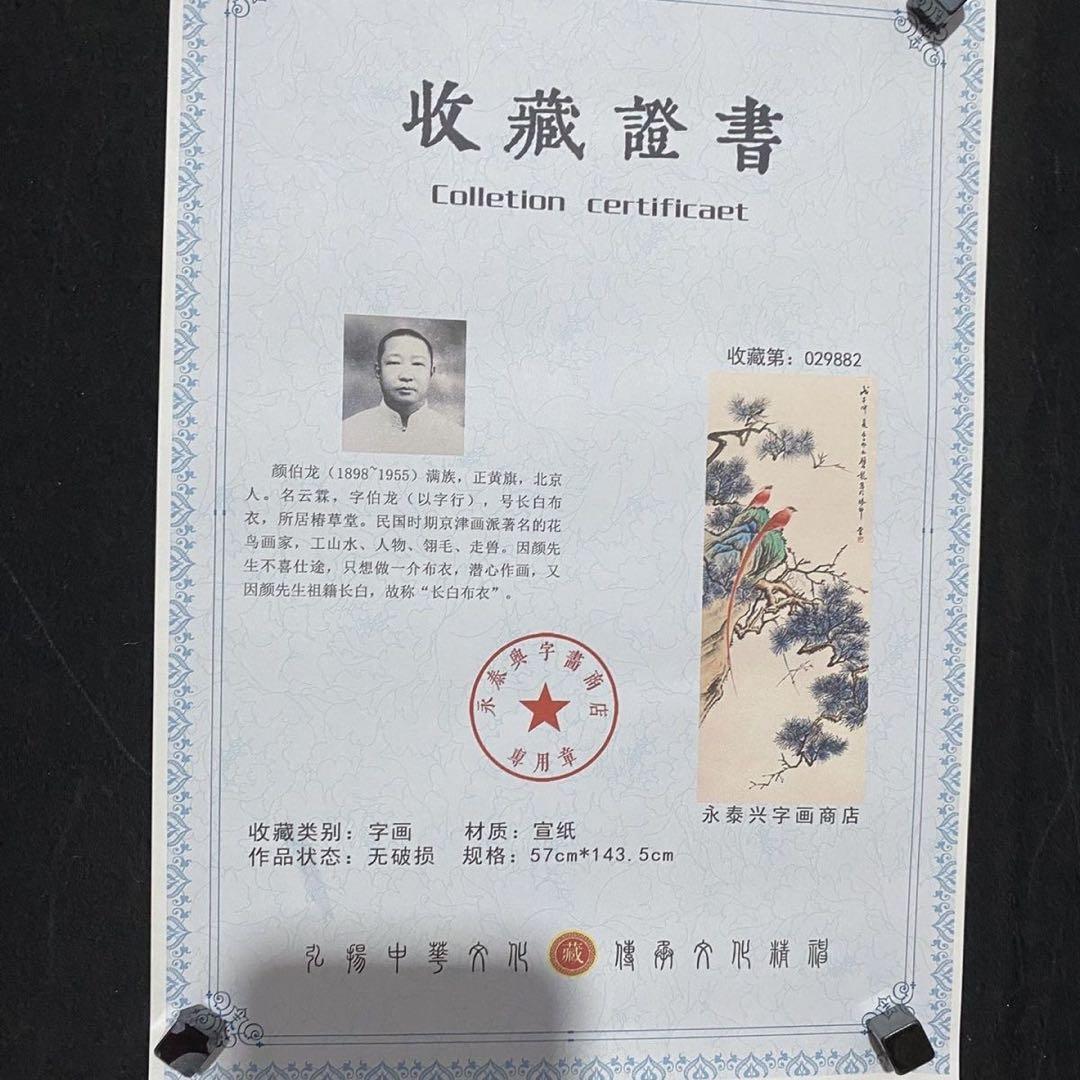 收藏證書
Colletion certificaet
收藏第：029882
颜伯龙（1898~1955）满族，正黄旗，北京
人。名云霖，字伯龙（以字行），号长白布
衣，所居椿草堂。民国时期京津画派著名的花
鸟画家，工山水、人物、翎毛、走兽。因颜先
生不喜仕途，只想做一介布衣，潜心作画，又
因颜先生祖籍长白，故称“长白布衣”。
永泰興字畫商店
專用章
永泰兴字画商店
收藏类别：字画 材质：宣纸
作品状态：无破损 规格：57cm*143.5cm
弘揚中華文化 藏 傳承文化精神